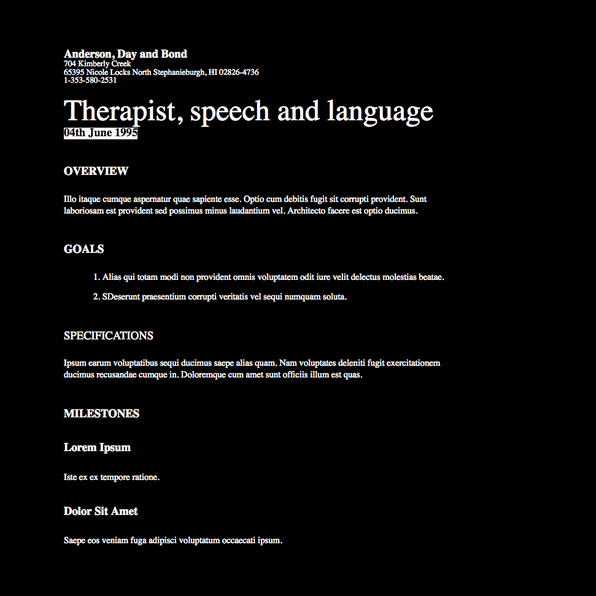 Anderson, Day and Bond
704 Kimberly Creek
65395 Nicole Locks North Stephanieburgh, HI 02826-4736
1-353-580-2531
Therapist, speech and language
04th June 1995
OVERVIEW
Illo itaque cumque aspernatur quae sapiente esse. Optio cum debitis fugit sit corrupti provident. Sunt
laboriosam est provident sed possimus minus laudantium vel. Architecto facere est optio ducimus.
GOALS
1. Alias qui totam modi non provident omnis voluptatem odit iure velit delectus molestias beatae.
2. SDeserunt praesentium corrupti veritatis vel sequi numquam soluta.
SPECIFICATIONS
Ipsum earum voluptatibus sequi ducimus saepe alias quam. Nam voluptates deleniti fugit exercitationem
ducimus recusandae cumque in. Doloremque cum amet sunt officiis illum est quas.
MILESTONES
Lorem Ipsum
Iste ex ex tempore ratione.
Dolor Sit Amet
Saepe eos veniam fuga adipisci voluptatum occaecati ipsum.